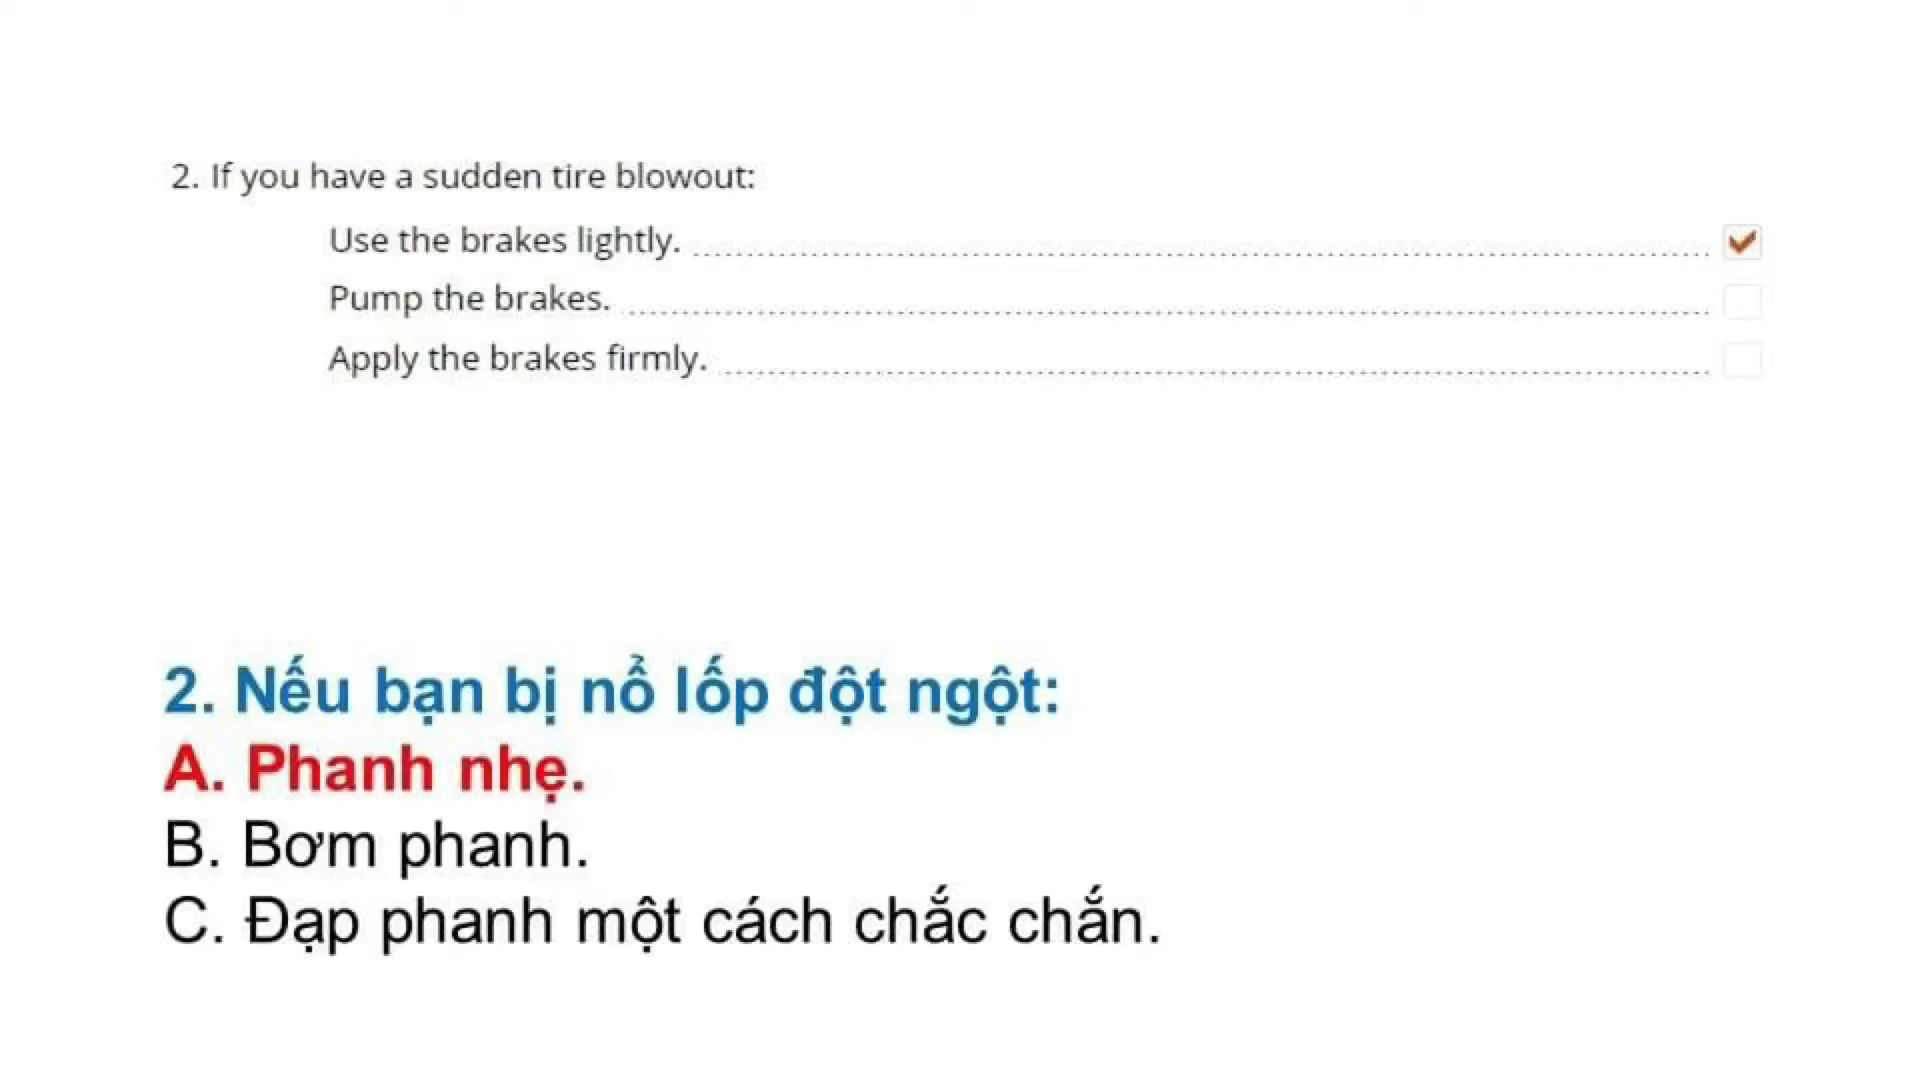 2. If you have a sudden tire blowout:
Use the brakes lightly.
Pump the brakes.
Apply the brakes firmly.
2. Nếu bạn bị nổ lốp đột ngột:
A. Phanh nhẹ.
B. Bơm phanh.
C. Đạp phanh một cách chắc chắn.